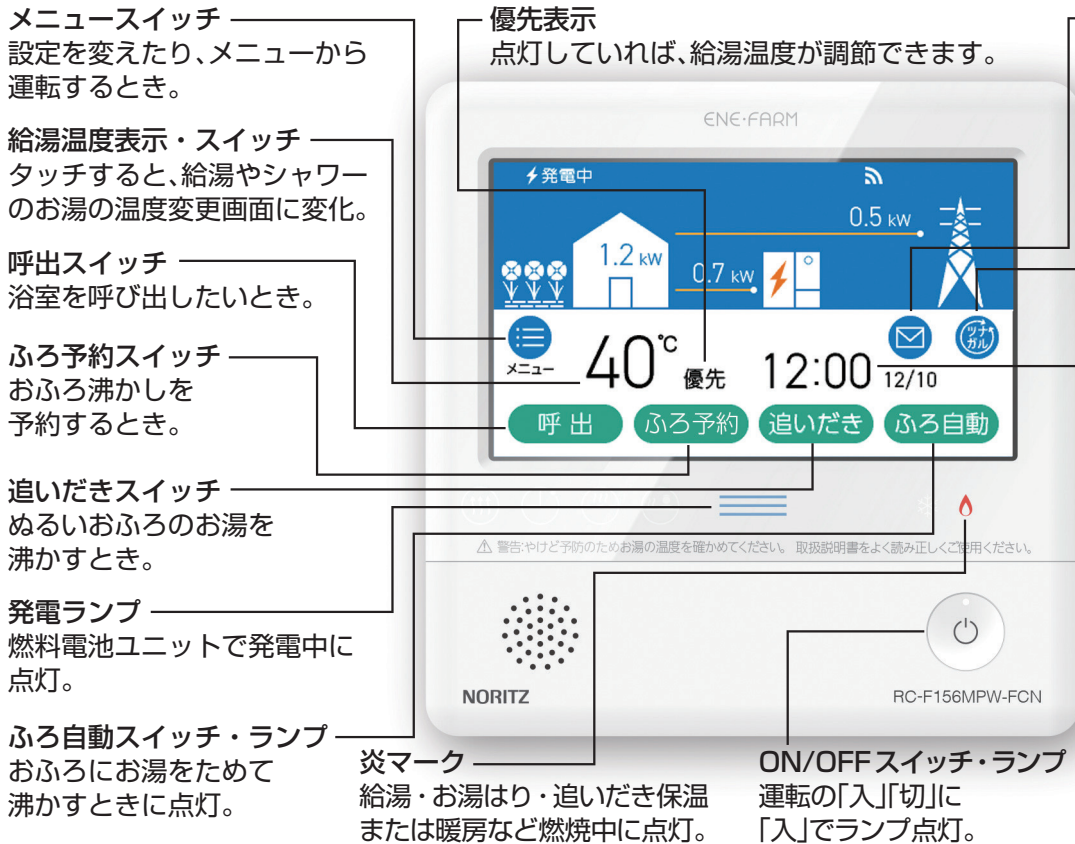 メニュースイッチ
設定を変えたり、メニューから
運転するとき。
給湯温度表示・スイッチ
タッチすると、給湯やシャワー
のお湯の温度変更画面に変化。
呼出スイッチ
浴室を呼び出したいとき。
ふろ予約スイッチ
おふろ沸かしを
予約するとき。
追いだきスイッチ
ぬるいおふろのお湯を
沸かすとき。
発電ランプ
燃料電池ユニットで発電中に
点灯。
ふろ自動スイッチ・ランプ
おふろにお湯をためて
沸かすときに点灯。
優先表示
点灯していれば、給湯温度が調節できます。
ENE・FARM
発電中
0.5 kW
1.2 kW
0.7 kW
メニュー
40℃
優先
12:00
12/10
ツナガル
呼出
ふろ予約
追いだき
ふろ自動
警告:やけど予防のためお湯の温度を確かめてください。 取扱説明書をよく読み正しくご使用ください。
NORITZ
RC-F156MPW-FCN
炎マーク
給湯・お湯はり・追いだき保温
または暖房など燃焼中に点灯。
ON/OFFスイッチ・ランプ
運転の「入」「切」に
「入」でランプ点灯。